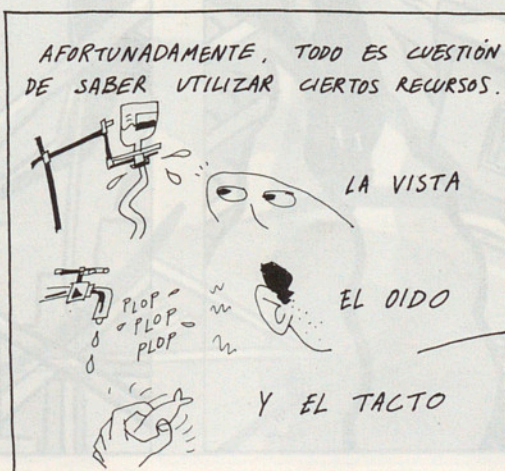 AFORTUNADAMENTE, TODO ES CUESTIÓN
DE SABER UTILIZAR CIERTOS RECURSOS.
LA VISTA
PLOP
PLOP
PLOP
EL OIDO
Y EL TACTO